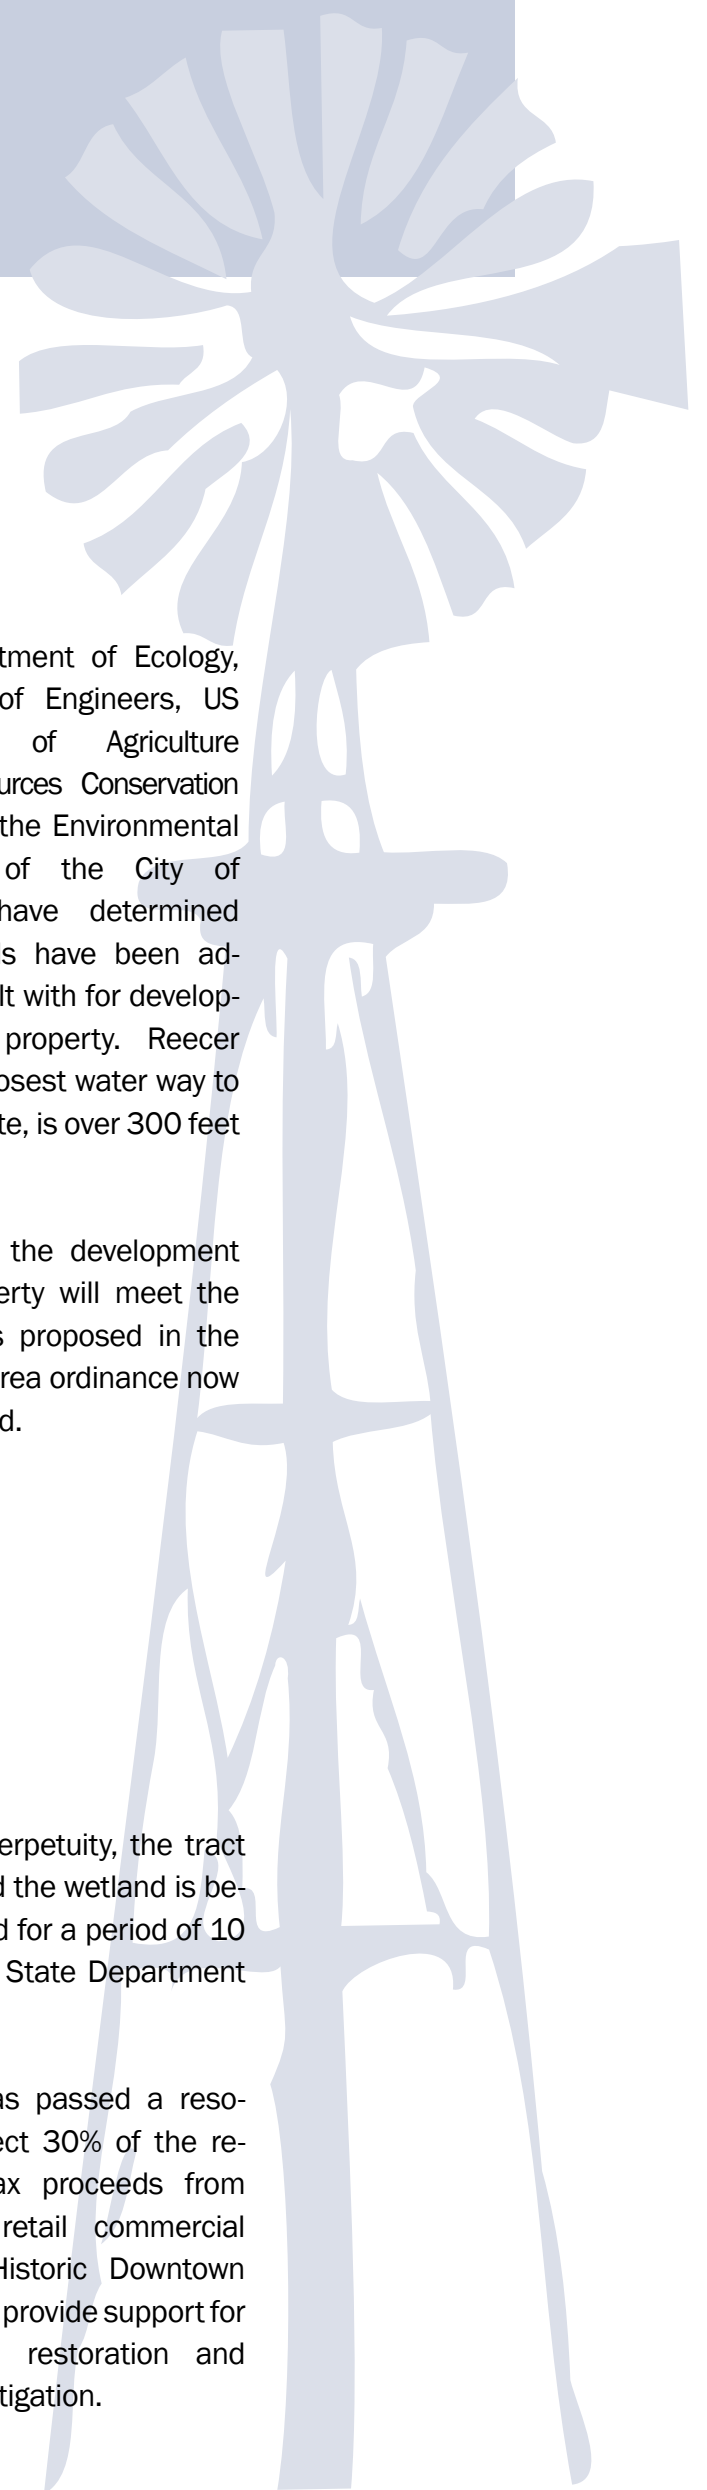 tment of Ecology,
of Engineers, US
of Agriculture
urces Conservation
the Environmental
of the City of
have determined
ls have been ad-
lt with for develop-
property. Reecer
osest water way to
te, is over 300 feet
the development
erty will meet the
s proposed in the
rea ordinance now
d.
erpetuity, the tract
d the wetland is be-
d for a period of 10
State Department
as passed a reso-
ect 30% of the re-
ax proceeds from
retail commercial
Historic Downtown
provide support for
restoration and
tigation.